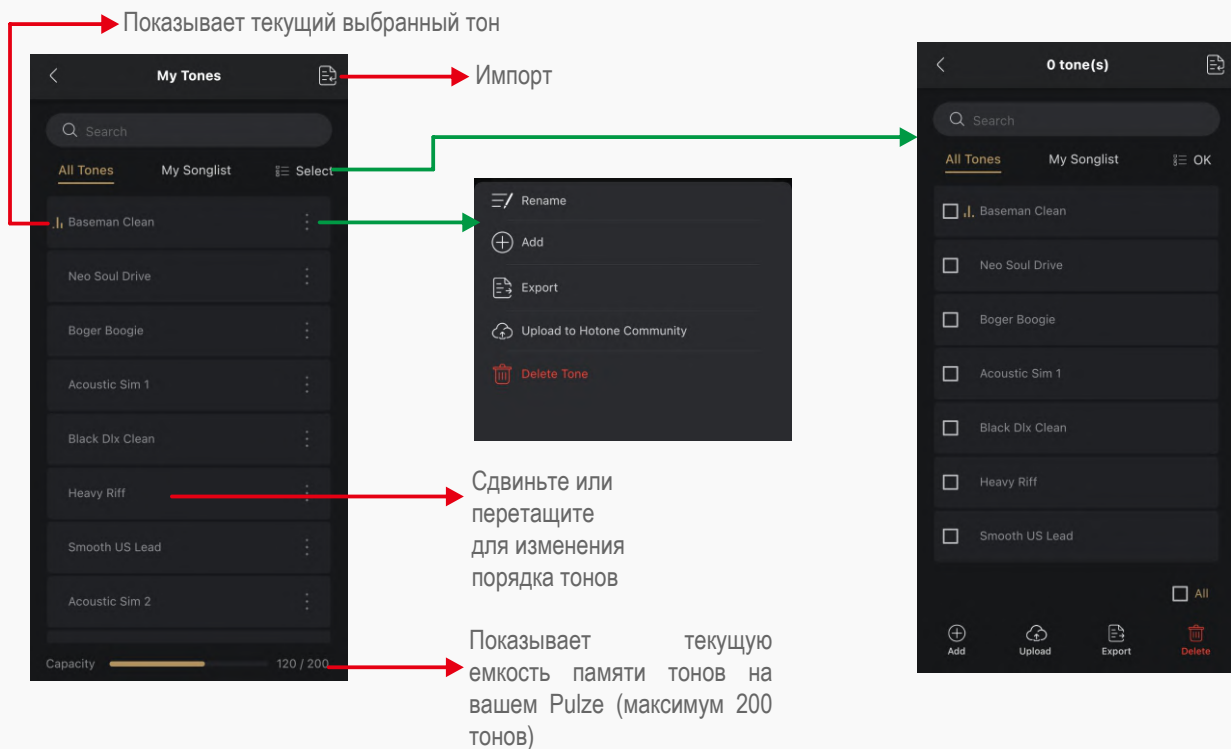 Показывает текущий выбранный тон
My Tones
Импорт
Search
All Tones My Songlist Select
Baseman Clean
Neo Soul Drive
Boger Boogie
Acoustic Sim 1
Black Dlx Clean
Heavy Riff
Smooth US Lead
Acoustic Sim 2
Capacity 120 / 200
Rename
Add
Export
Upload to Hotone Community
Delete Tone
Сдвиньте или
перетащите
для изменения
порядка тонов
Показывает текущую
емкость памяти тонов на
вашем Pulze (максимум 200
тонов)
0 tone(s)
Search
All Tones My Songlist OK
Baseman Clean
Neo Soul Drive
Boger Boogie
Acoustic Sim 1
Black Dlx Clean
Heavy Riff
Smooth US Lead
All
Add Upload Export Delete